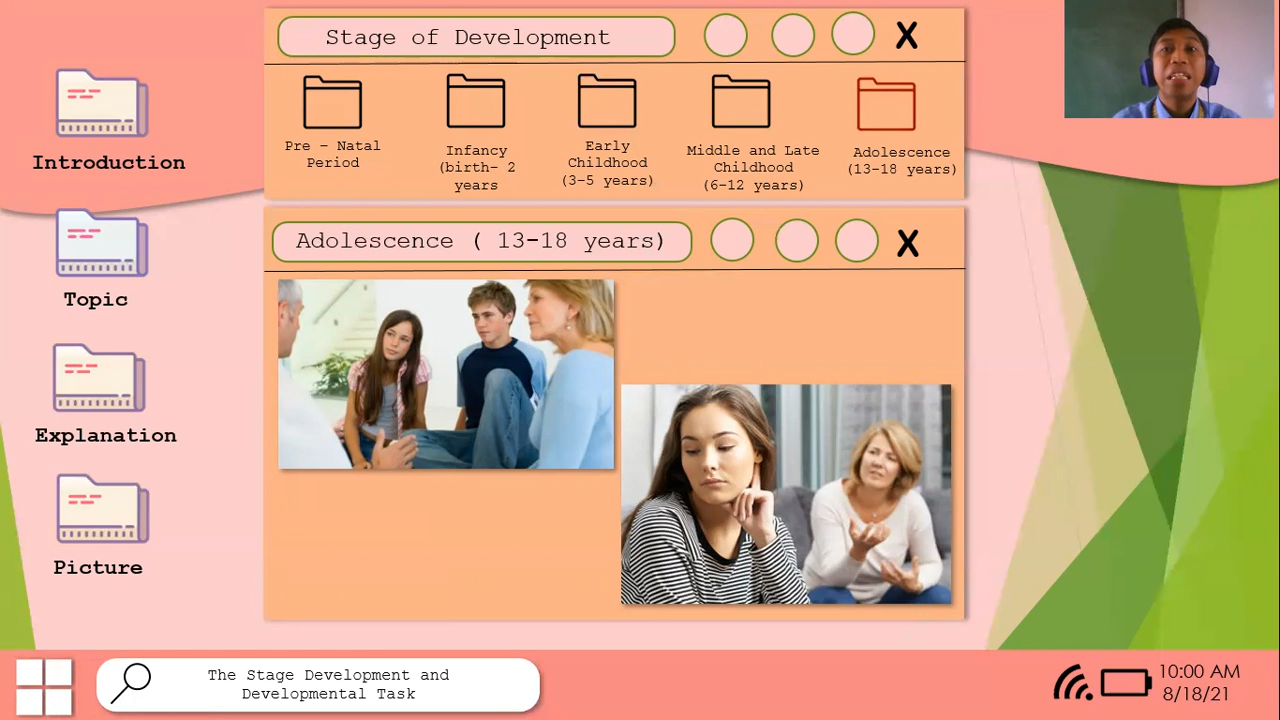 Stage of Development
X
Pre – Natal
Period
Infancy
(birth– 2
years
Early
Childhood
(3–5 years)
Middle and Late
Childhood
(6–12 years)
Adolescence
(13–18 years)
Introduction
Topic
Explanation
Picture
Adolescence ( 13-18 years)
X
The Stage Development and
Developmental Task
10:00 AM
8/18/21